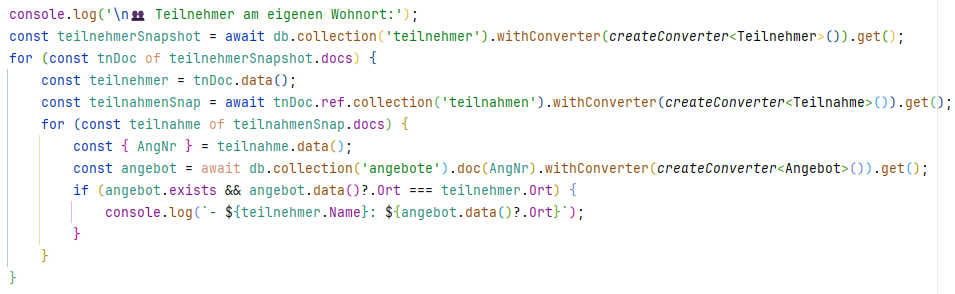 console.log('\n👥 Teilnehmer am eigenen Wohnort:');
const teilnehmerSnapshot = await db.collection('teilnehmer').withConverter(createConverter<Teilnehmer>()).get();
for (const tnDoc of teilnehmerSnapshot.docs) {
    const teilnehmer = tnDoc.data();
    const teilnahmenSnap = await tnDoc.ref.collection('teilnahmen').withConverter(createConverter<Teilnahme>()).get();
    for (const teilnahme of teilnahmenSnap.docs) {
        const { AngNr } = teilnahme.data();
        const angebot = await db.collection('angebote').doc(AngNr).withConverter(createConverter<Angebot>()).get();
        if (angebot.exists && angebot.data()?.Ort === teilnehmer.Ort) {
            console.log(`- ${teilnehmer.Name}: ${angebot.data()?.Ort}`);
        }
    }
}